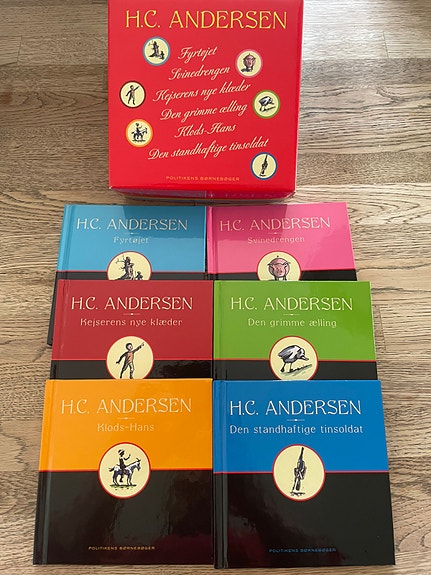 H.C. ANDERSEN
Fyrtøjet
Svinedrengen
Kejserens nye klæder
Den grimme ælling
Klods-Hans
Den standhaftige tinsoldat
POLITIKENS BØRNEBØGER
H.C. ANDERSEN
Fyrtøjet
H.C. ANDERSEN
Svinedrengen
H.C. ANDERSEN
Kejserens nye klæder
H.C. ANDERSEN
Den grimme ælling
H.C. ANDERSEN
Klods-Hans
POLITIKENS BØRNEBØGER
H.C. ANDERSEN
Den standhaftige tinsoldat
POLITIKENS BØRNEBØGER